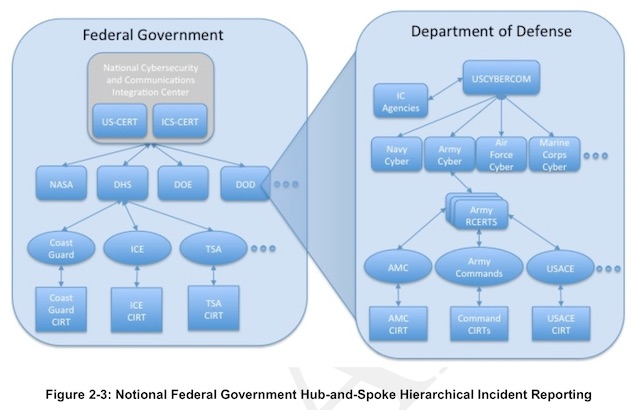 Federal Government
National Cybersecurity
and Communications
Integration Center
US-CERT
ICS-CERT
NASA
DHS
DOE
DOD
Coast
Guard
ICE
TSA
Coast
Guard
CIRT
ICE
CIRT
TSA
CIRT
Department of Defense
USCYBERCOM
IC
Agencies
Navy
Cyber
Army
Cyber
Air
Force
Cyber
Marine
Corps
Cyber
Army
RCERTS
AMC
Army
Commands
USACE
AMC
CIRT
Command
CIRTs
USACE
CIRT
Figure 2-3: Notional Federal Government Hub-and-Spoke Hierarchical Incident Reporting